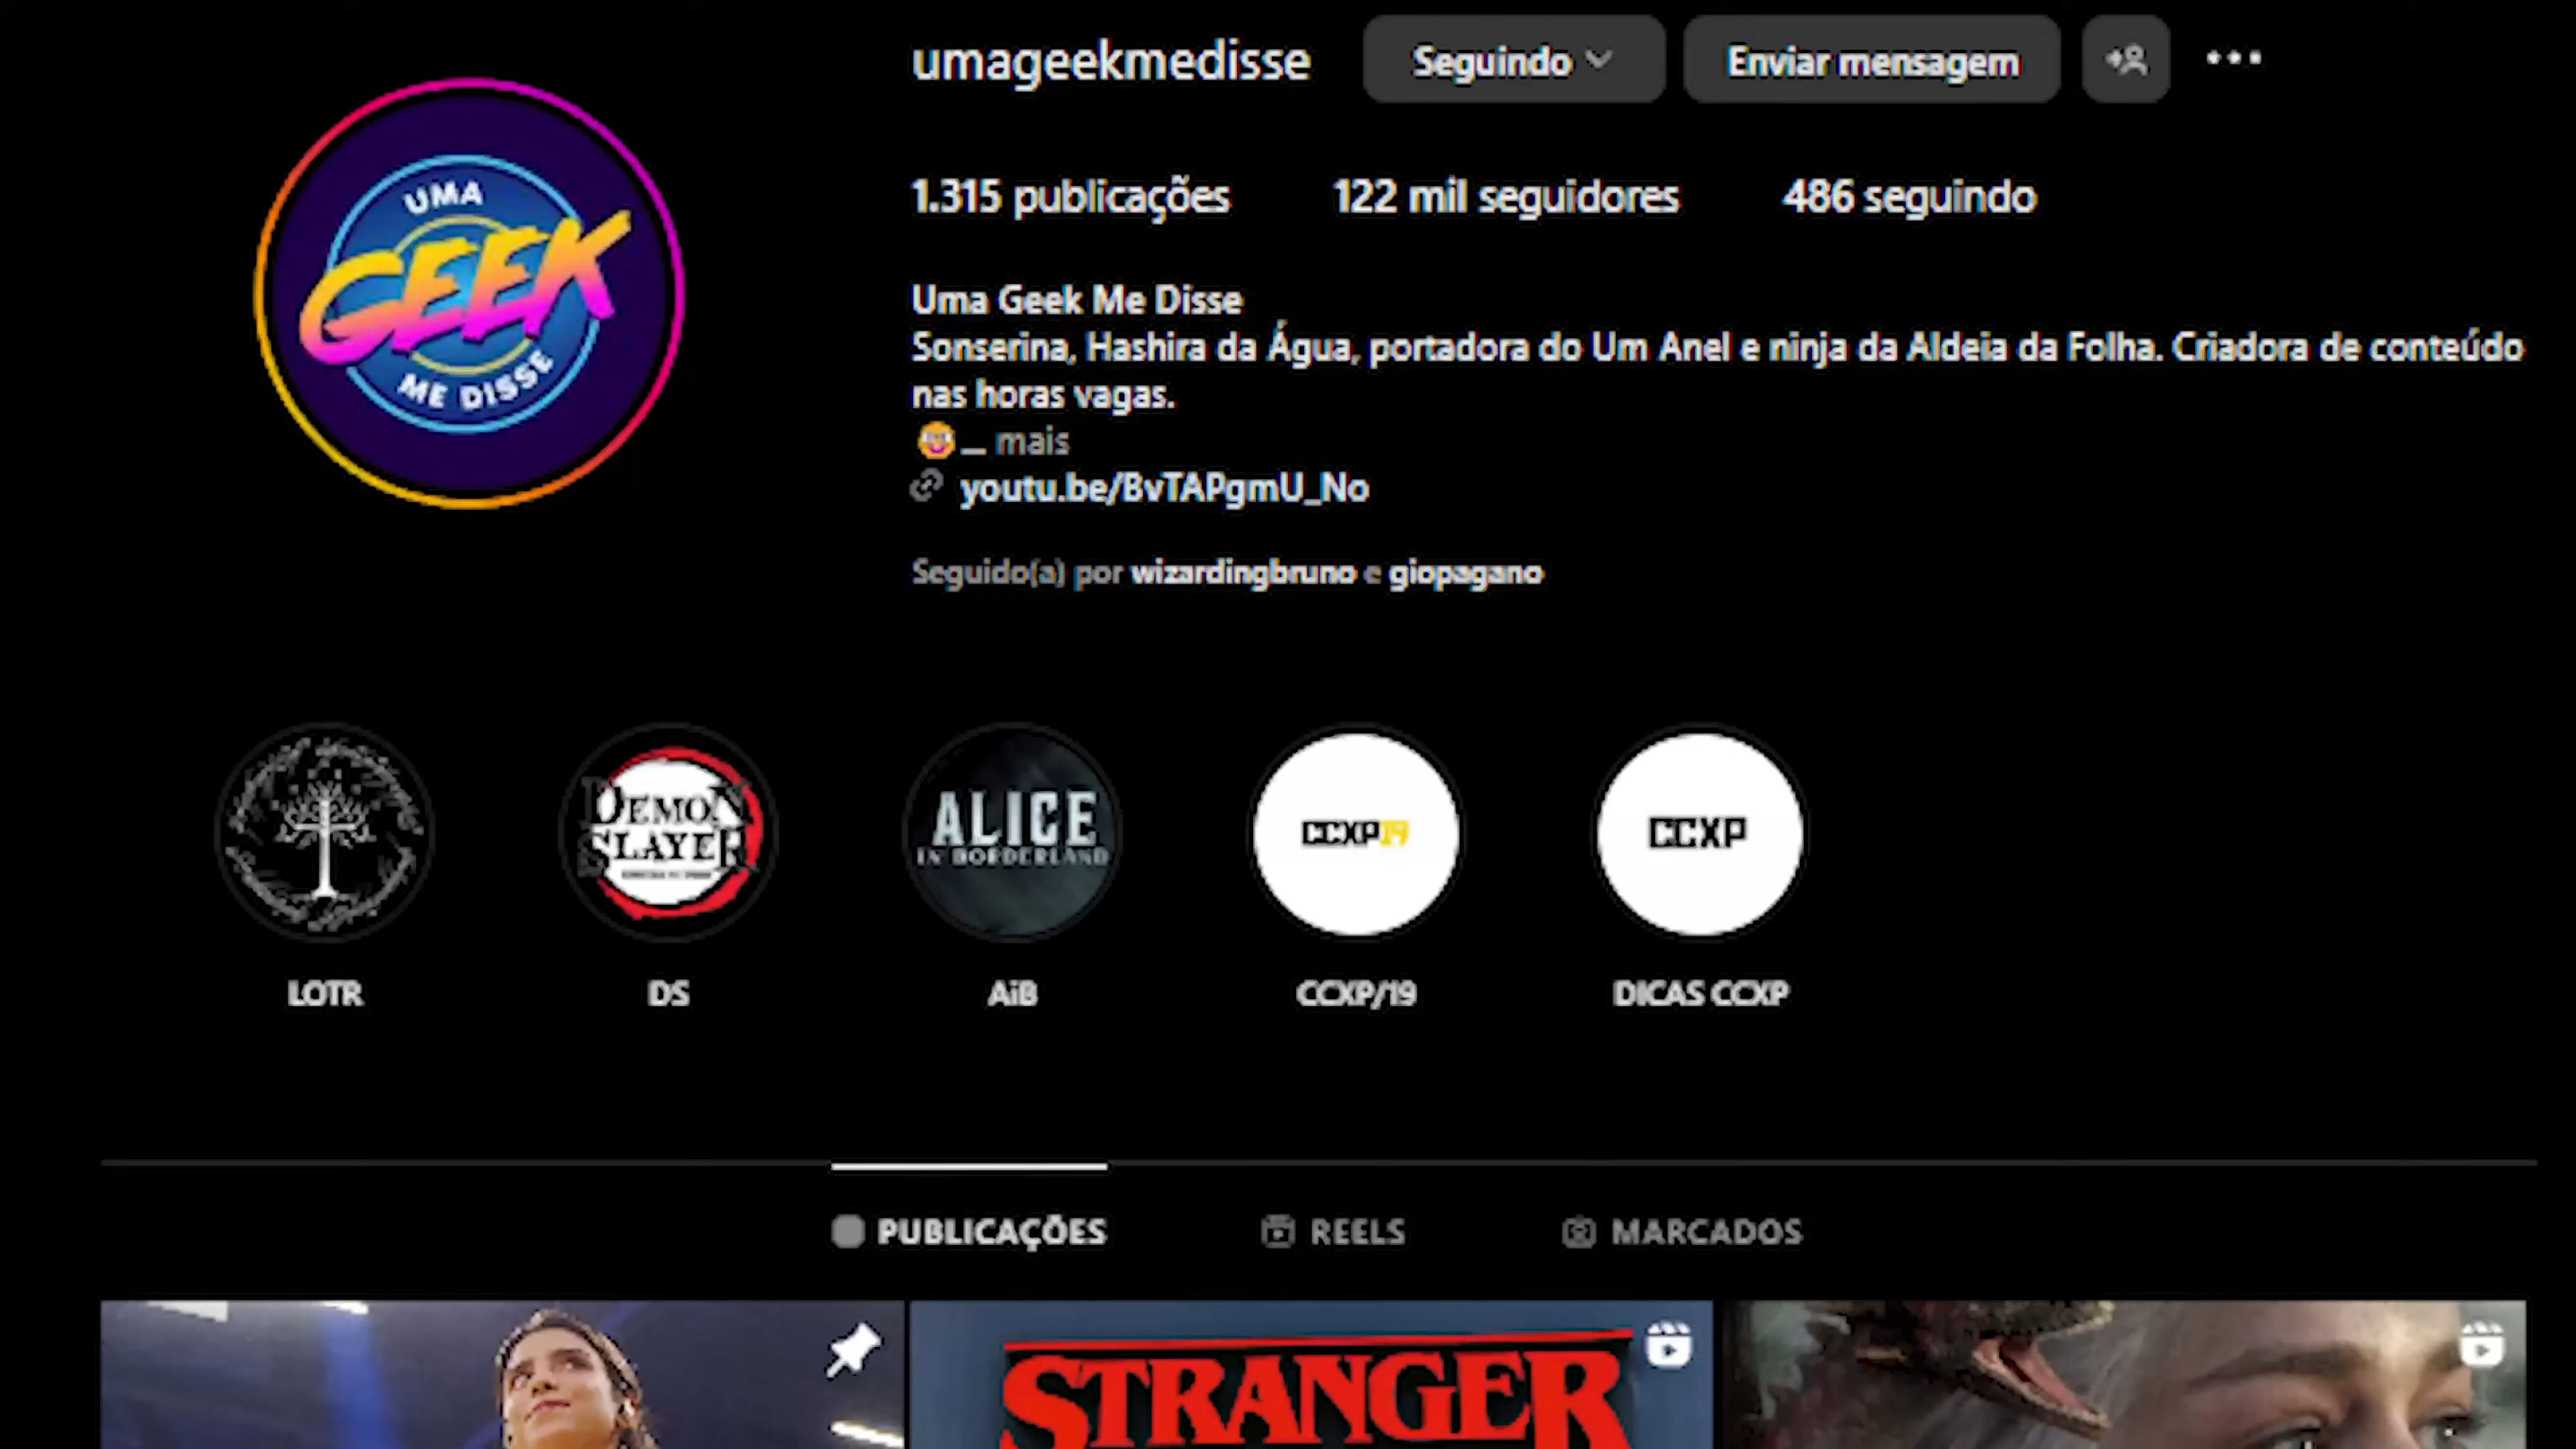 umageekmedisse
Seguindo
Enviar mensagem
1.315 publicações
122 mil seguidores
486 seguindo
UMA
GEEK
ME DISSE
Uma Geek Me Disse
Sonserina, Hashira da Água, portadora do Um Anel e ninja da Aldeia da Folha. Criadora de conteúdo
nas horas vagas.
... mais
youtu.be/BvTAPgmU_No
Seguido(a) por wizardingbruno e giopagano
DEMON
SLAYER
ALICE
IN BORDERLAND
CCXP19
CCXP
LOTR
DS
AiB
CCXP/19
DICAS CCXP
PUBLICAÇÕES
REELS
MARCADOS
STRANGER